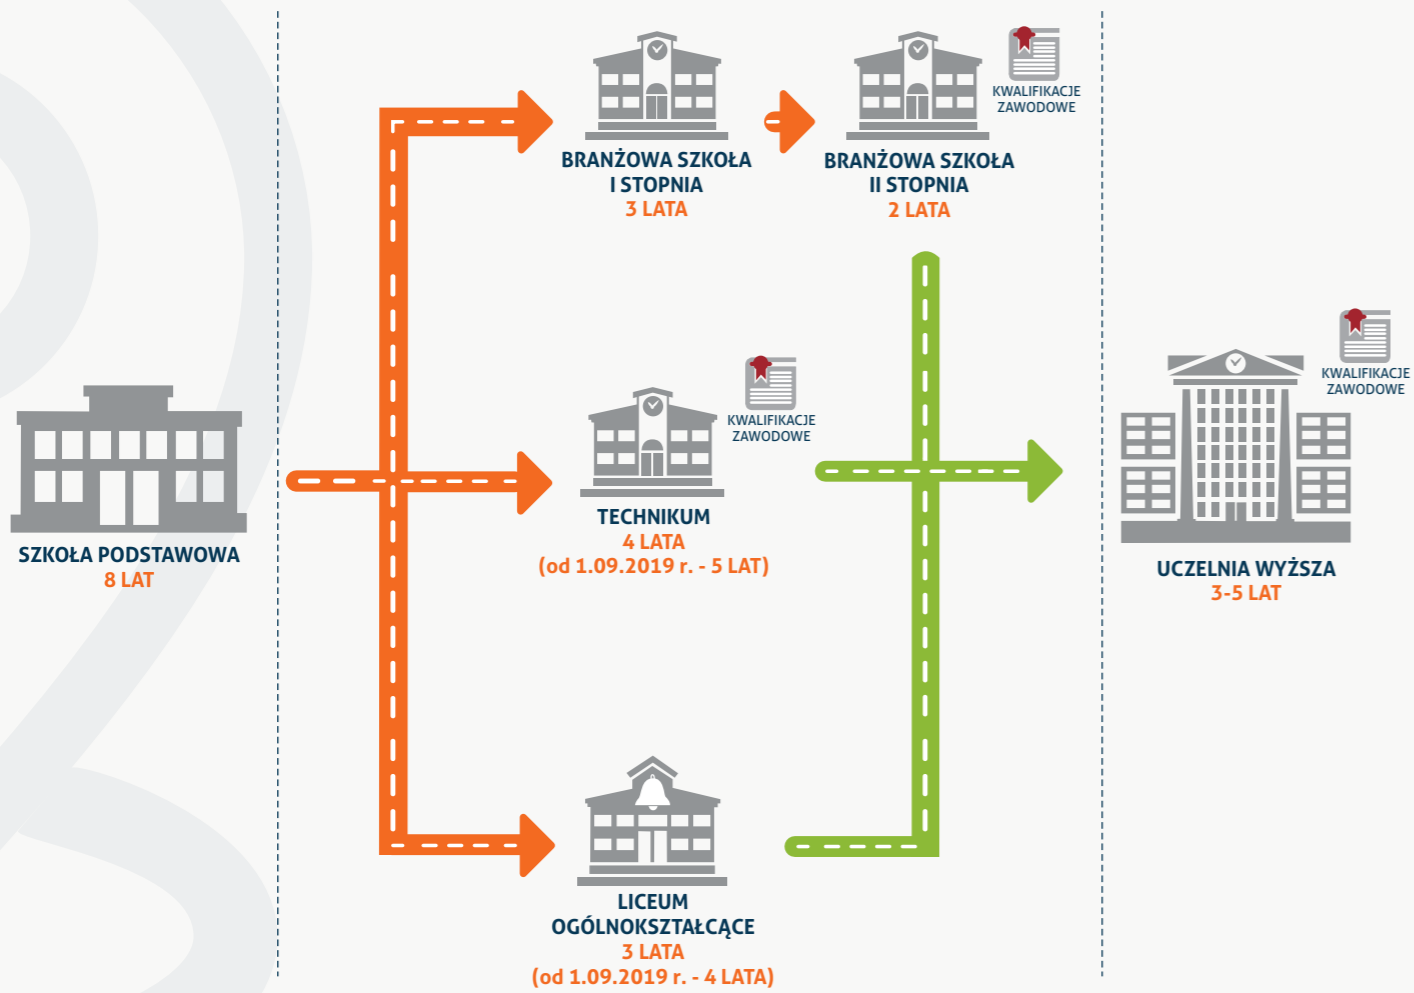 SZKOŁA PODSTAWOWA
8 LAT
BRANŻOWA SZKOŁA
I STOPNIA
3 LATA
BRANŻOWA SZKOŁA
II STOPNIA
2 LATA
KWALIFIKACJE
ZAWODOWE
TECHNIKUM
4 LATA
(od 1.09.2019 r. - 5 LAT)
KWALIFIKACJE
ZAWODOWE
LICEUM
OGÓLNOKSZTAŁCĄCE
3 LATA
(od 1.09.2019 r. - 4 LATA)
KWALIFIKACJE
ZAWODOWE
UCZELNIA WYŻSZA
3-5 LAT